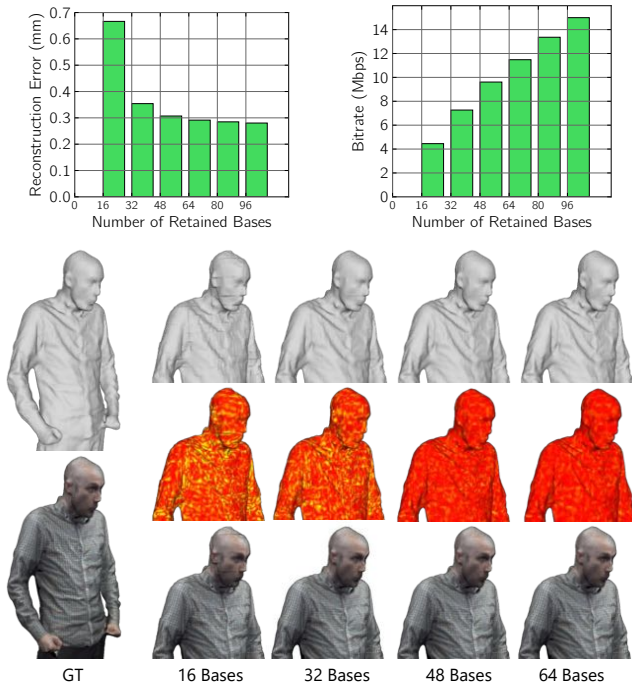 0.7
0.6
0.5
0.4
0.3
0.2
0.1
0.0
Reconstruction Error (mm)
0 16 32 48 64 80 96
Number of Retained Bases
14
12
10
8
6
4
2
0
Bitrate (Mbps)
0 16 32 48 64 80 96
Number of Retained Bases
GT 16 Bases 32 Bases 48 Bases 64 Bases